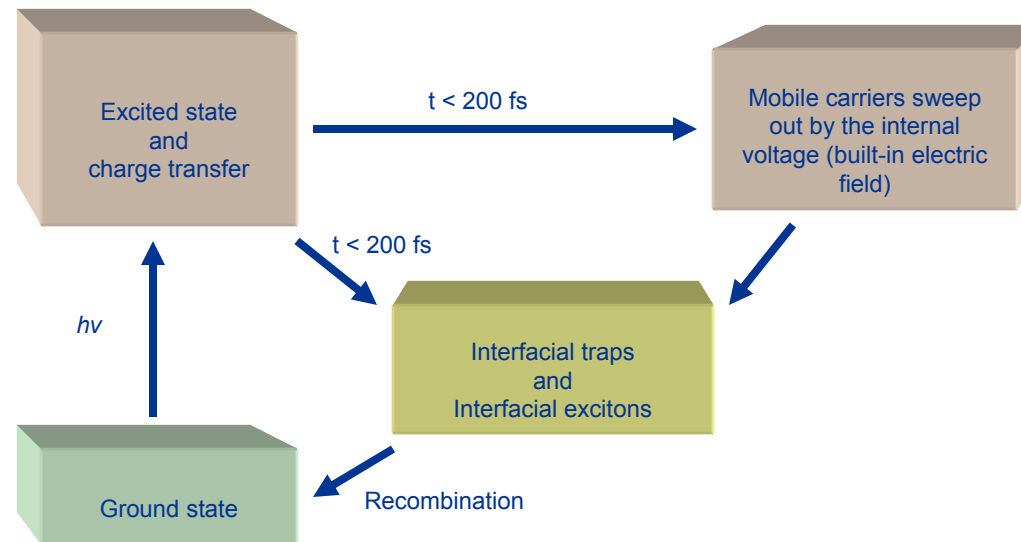 Excited state
and
charge transfer
t < 200 fs
Mobile carriers sweep
out by the internal
voltage (built-in electric
field)
t < 200 fs
hv
Interfacial traps
and
Interfacial excitons
Ground state
Recombination